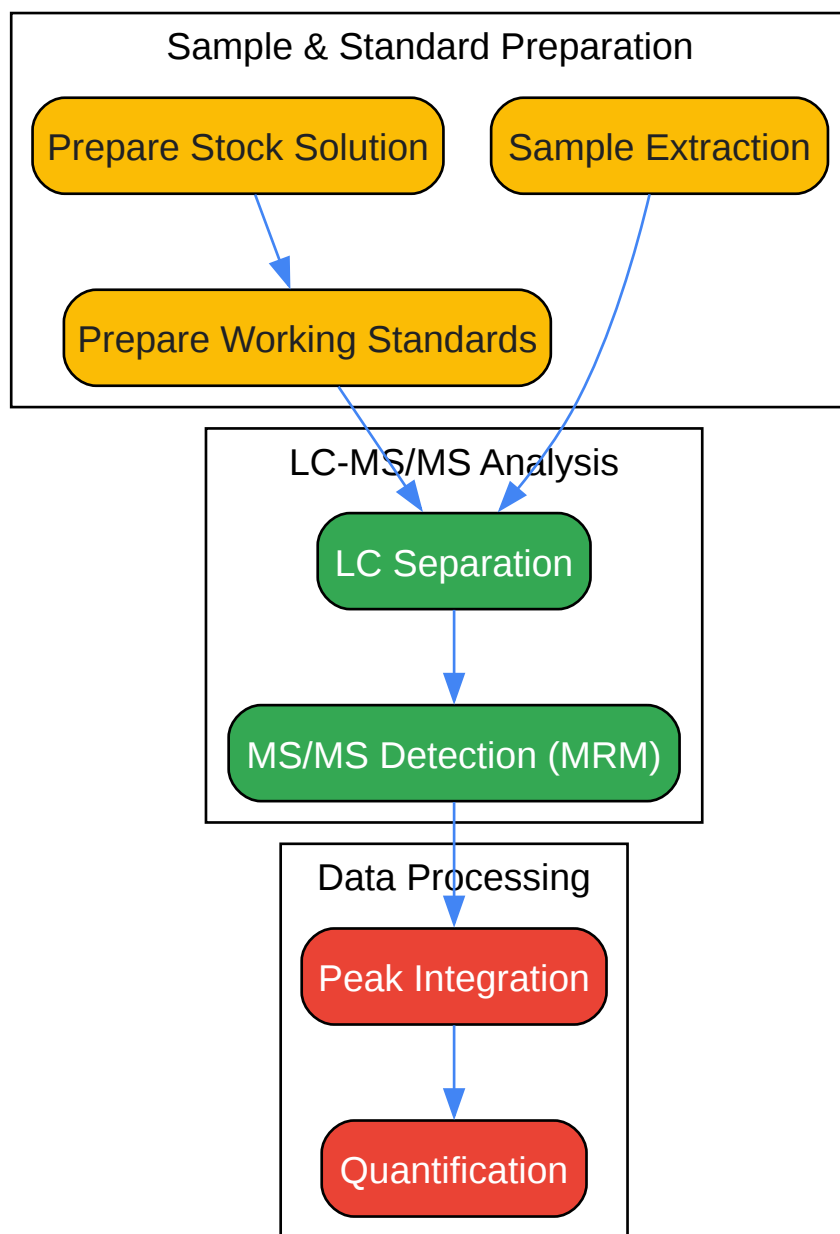 Sample & Standard Preparation
Prepare Stock Solution
Sample Extraction
Prepare Working Standards
LC-MS/MS Analysis
LC Separation
MS/MS Detection (MRM)
Data Processing
Peak Integration
Quantification